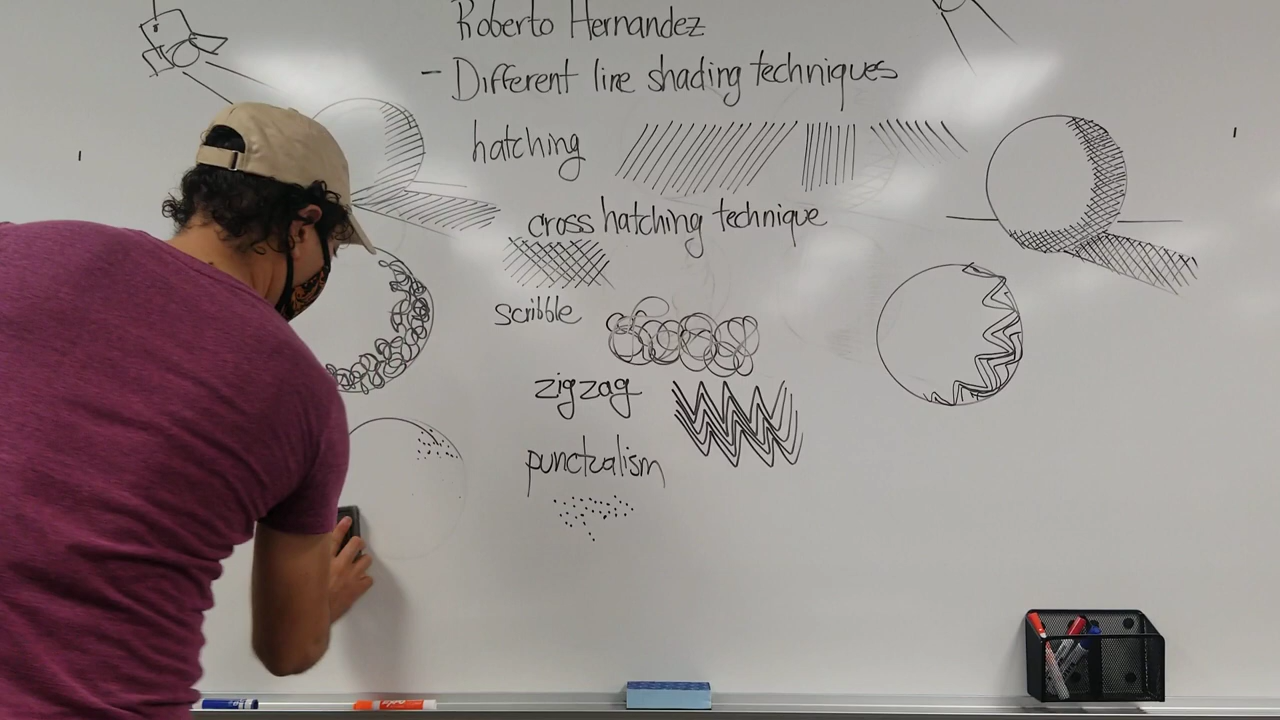 Roberto Hernandez
- Different line shading techniques
hatching
cross hatching technique
scribble
zigzag
punctualism